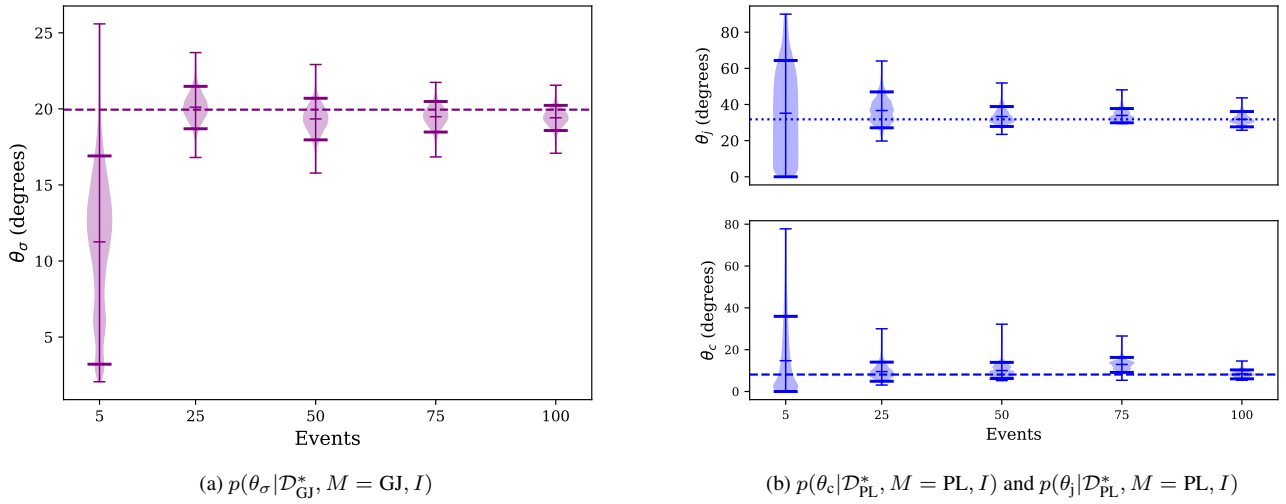 25
20
15
10
5
θσ (degrees)
5 25 50 75 100
Events
(a) p(θσ|D*GJ, M = GJ, I)
80
60
40
20
0
θj (degrees)
80
60
40
20
0
θc (degrees)
5 25 50 75 100
Events
(b) p(θc|D*PL, M = PL, I) and p(θj|D*PL, M = PL, I)